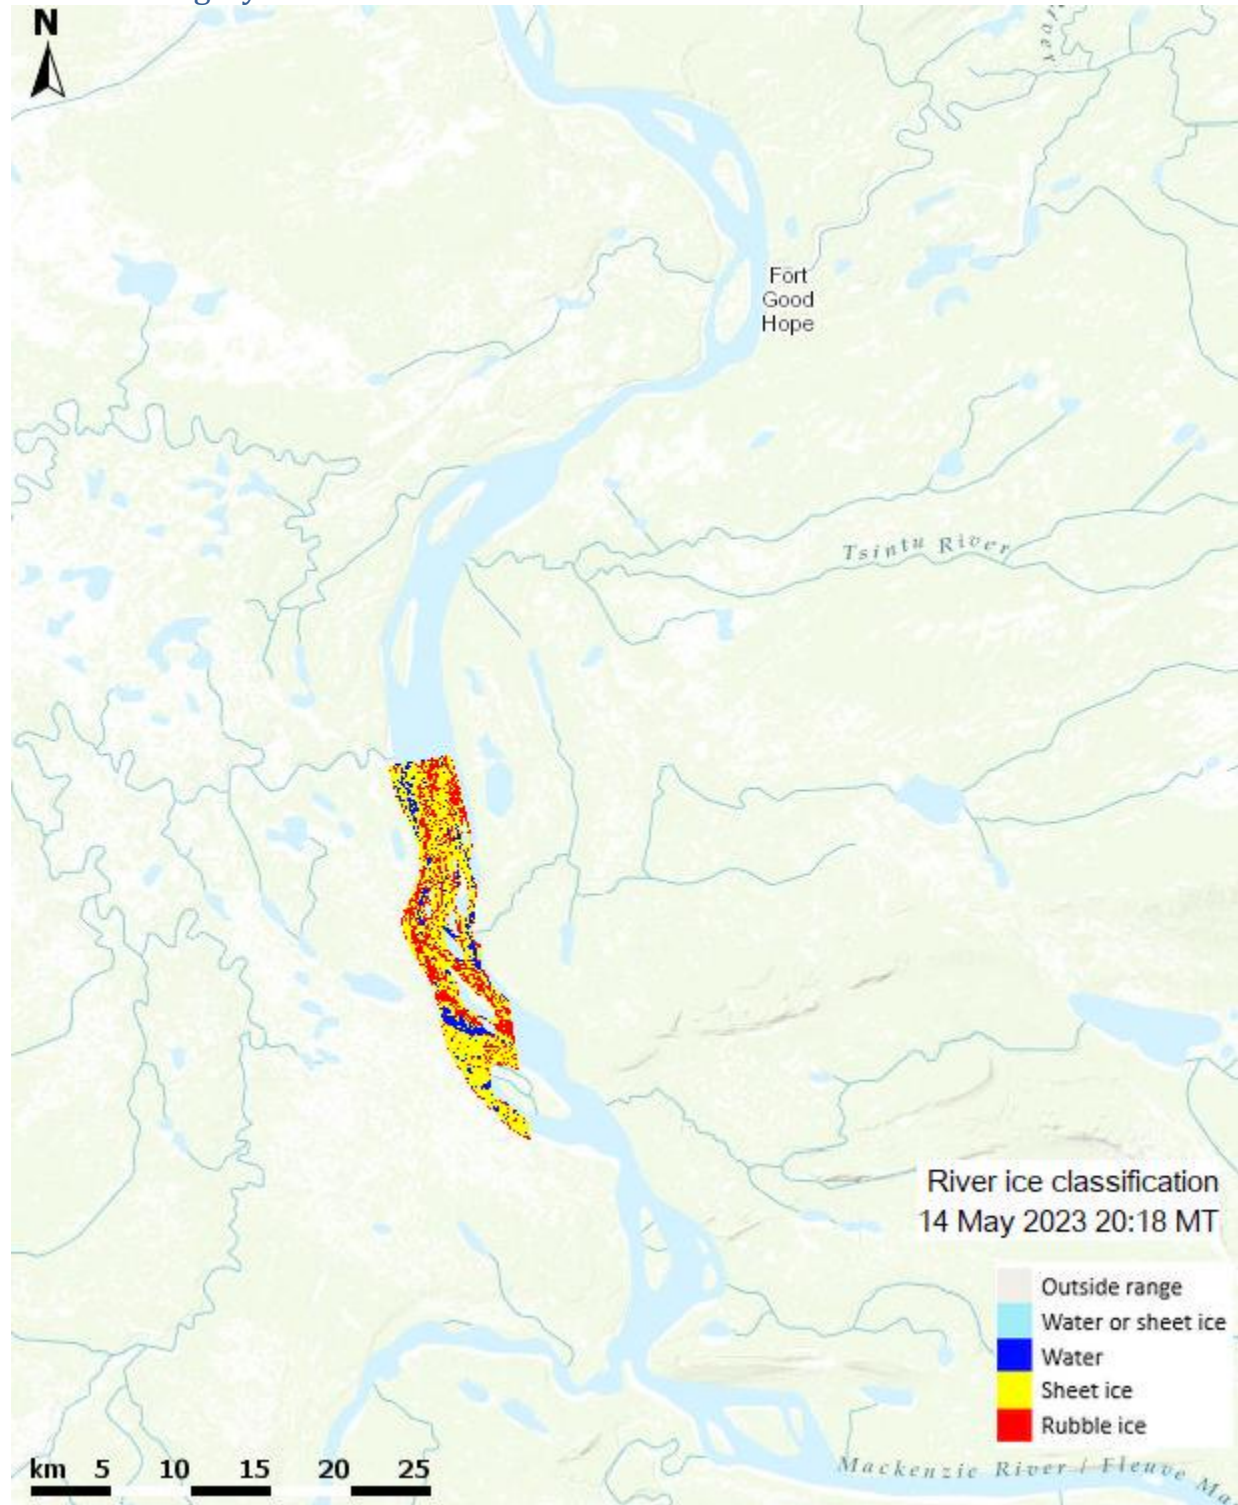 N
Fort
Good
Hope
Tsintu River
River ice classification
14 May 2023 20:18 MT
Outside range
Water or sheet ice
Water
Sheet ice
Rubble ice
km 5 10 15 20 25
Mackenzie River / Fleuve Ma